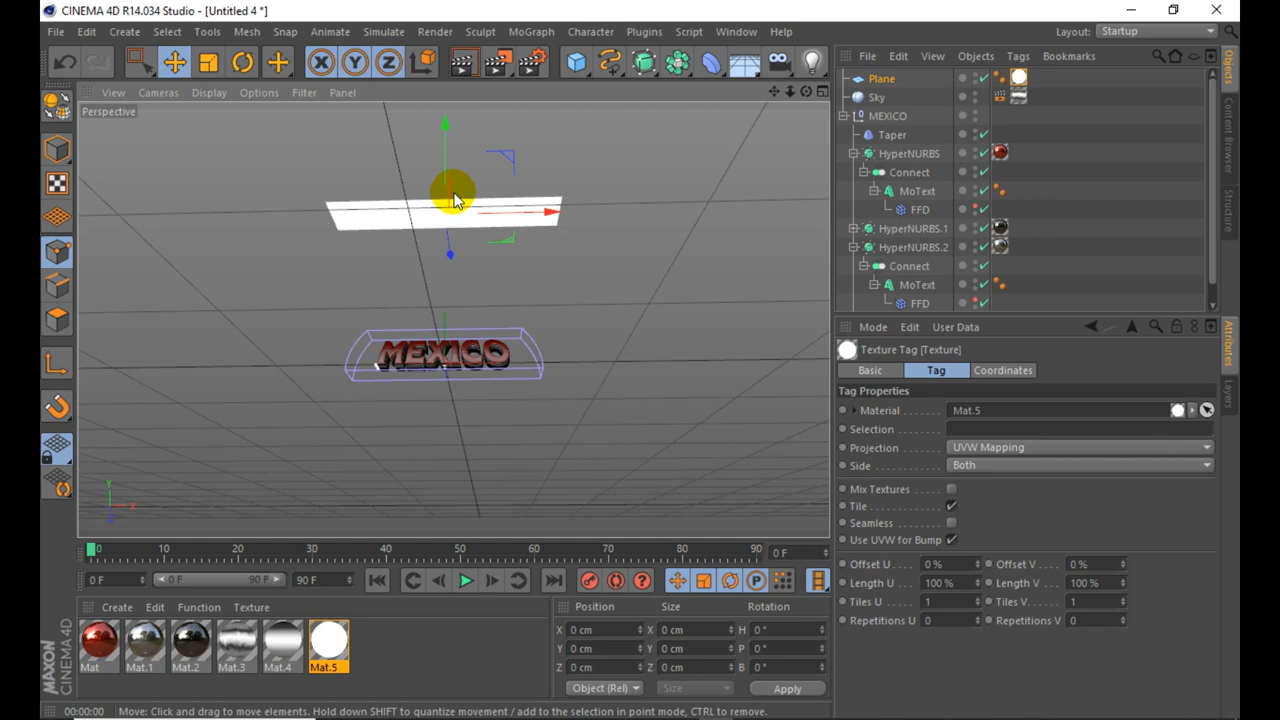 CINEMA 4D R14.034 Studio - [Untitled 4 *]
File Edit Create Select Tools Mesh Snap Animate Simulate Render Sculpt MoGraph Character Plugins Script Window Help Layout: Startup
X Y Z
File Edit View Objects Tags Bookmarks
View Cameras Display Options Filter Panel
Perspective
Plane
Sky
MEXICO
Taper
HyperNURBS
Connect
MoText
FFD
HyperNURBS.1
HyperNURBS.2
Connect
MoText
FFD
Objects
Content Browser
Structure
Mode Edit User Data
Texture Tag [Texture]
Basic Tag Coordinates
Tag Properties
Material Mat.5
Selection
Projection UVW Mapping
Side Both
Mix Textures
Tile
Seamless
Use UVW for Bump
Offset U 0 % Offset V 0 %
Length U 100 % Length V 100 %
Tiles U 1 Tiles V 1
Repetitions U 0 Repetitions V 0
Attributes
Layers
MEXICO
Y
X
Z
0 10 20 30 40 50 60 70 80 90 0 F
0 F 0 F 90 F 90 F
P
Create Edit Function Texture
Mat Mat.1 Mat.2 Mat.3 Mat.4 Mat.5
Position Size Rotation
X 0 cm X 0 cm H 0 °
Y 0 cm Y 0 cm P 0 °
Z 0 cm Z 0 cm B 0 °
Object (Rel) Size Apply
MAXON
CINEMA 4D
00:00:00 Move: Click and drag to move elements. Hold down SHIFT to quantize movement / add to the selection in point mode, CTRL to remove.